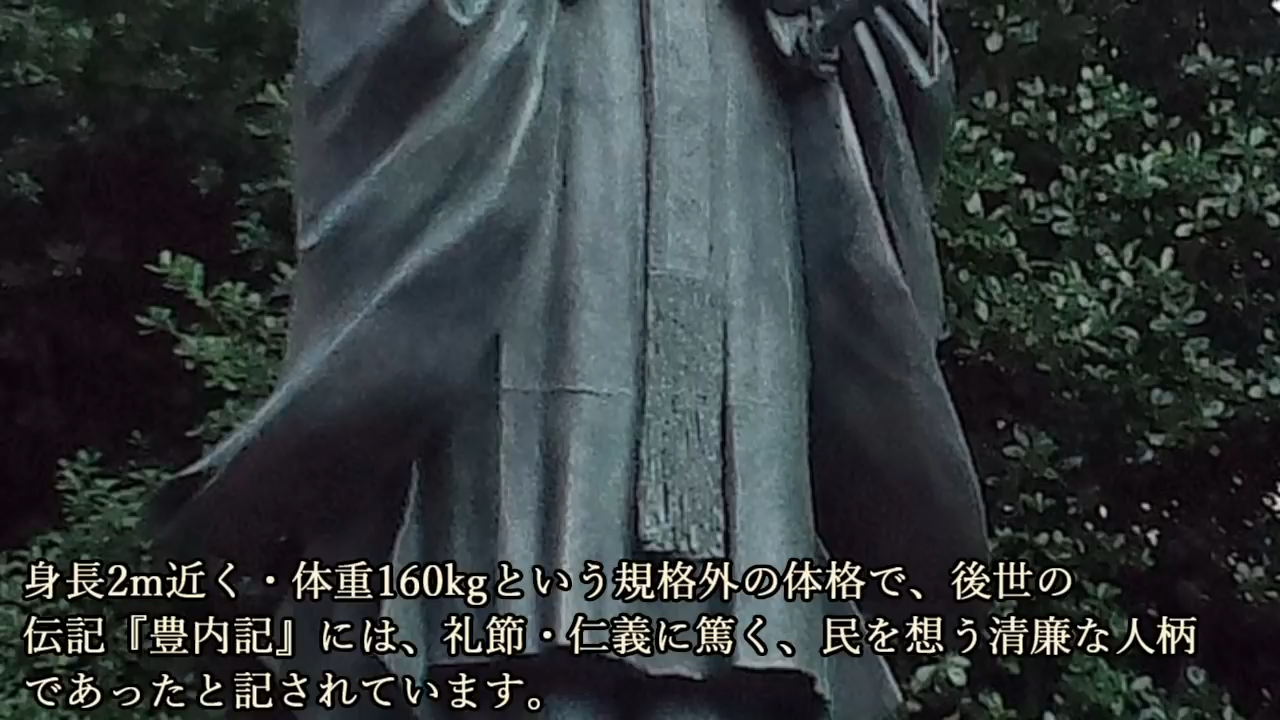 身長2m近く・体重160kgという規格外の体格で、後世の
伝記『豊内記』には、礼節・仁義に篤く、民を想う清廉な人柄
であったと記されています。